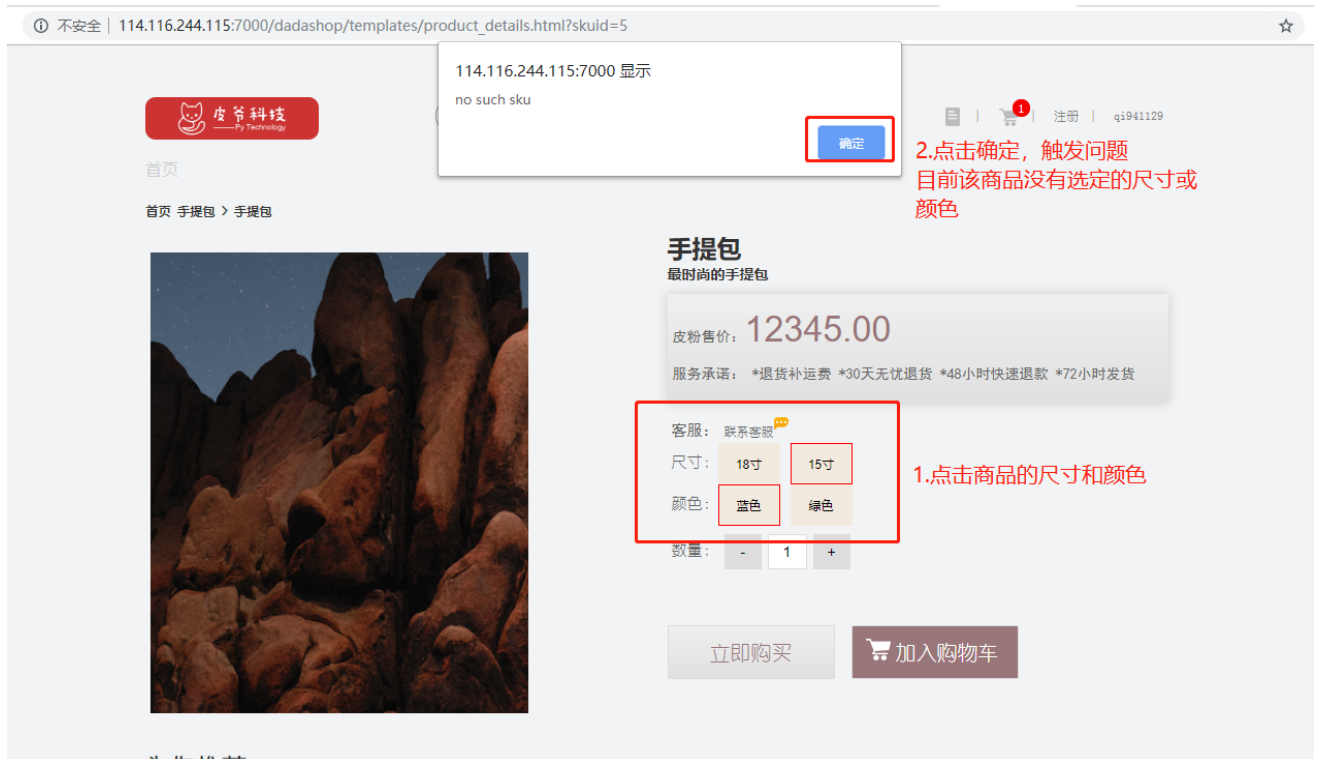 不安全 | 114.116.244.115:7000/dadashop/templates/product_details.html?skuid=5
114.116.244.115:7000 显示
no such sku
确定
皮爷科技
Py Technology
1
注册
qi941129
2.点击确定，触发问题
目前该商品没有选定的尺寸或
颜色
首页
首页 手提包 > 手提包
手提包
最时尚的手提包
皮粉售价：12345.00
服务承诺： *退货补运费 *30天无忧退货 *48小时快速退款 *72小时发货
客服： 联系客服
尺寸： 18寸 15寸
1.点击商品的尺寸和颜色
颜色： 蓝色 绿色
数量： - 1 +
立即购买
加入购物车